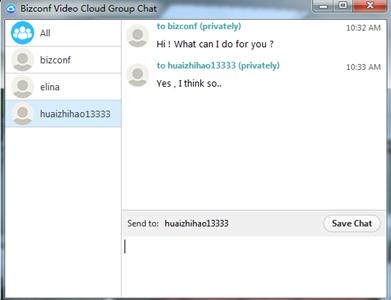 Bizconf Video Cloud Group Chat
All
bizconf
elina
huaizhihao13333
to bizconf (privately) 10:32 AM
Hi ! What can I do for you ?
to huaizhihao13333 (privately) 10:33 AM
Yes , I think so..
Send to: huaizhihao13333 Save Chat